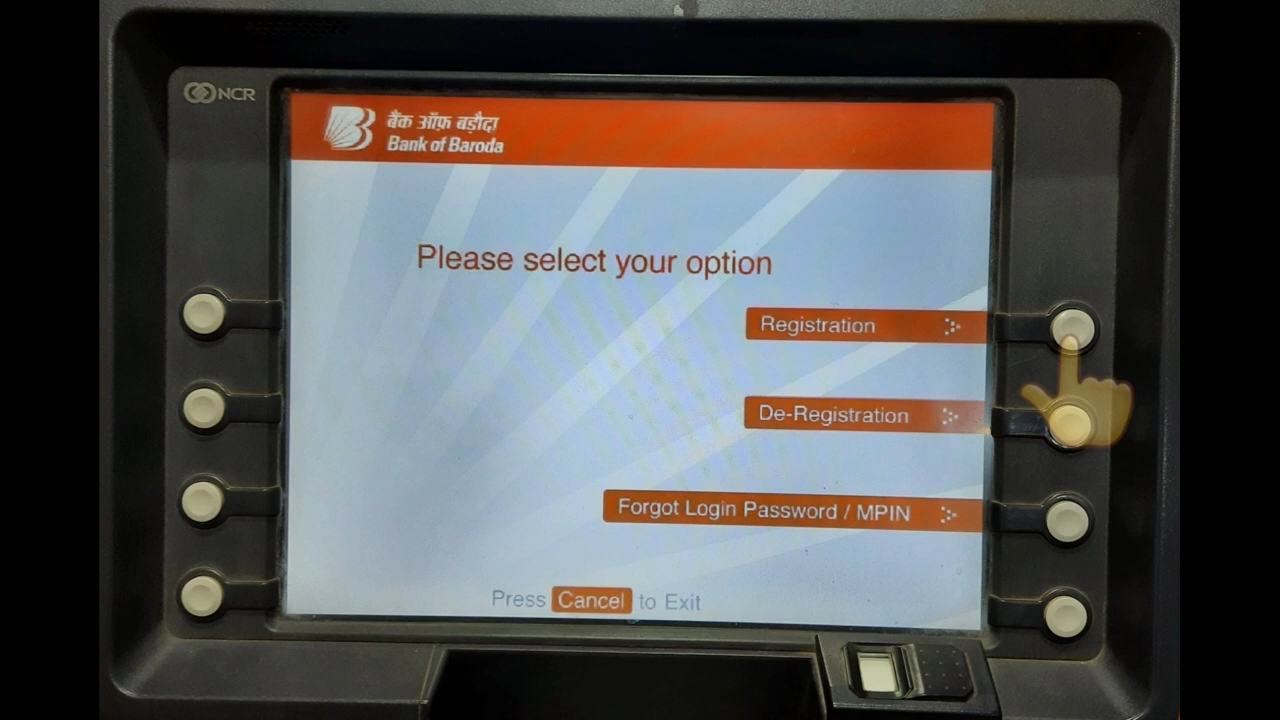 NCR
बैंक ऑफ़ बड़ौदा
Bank of Baroda
Please select your option
Registration
De-Registration
Forgot Login Password / MPIN
Press Cancel to Exit